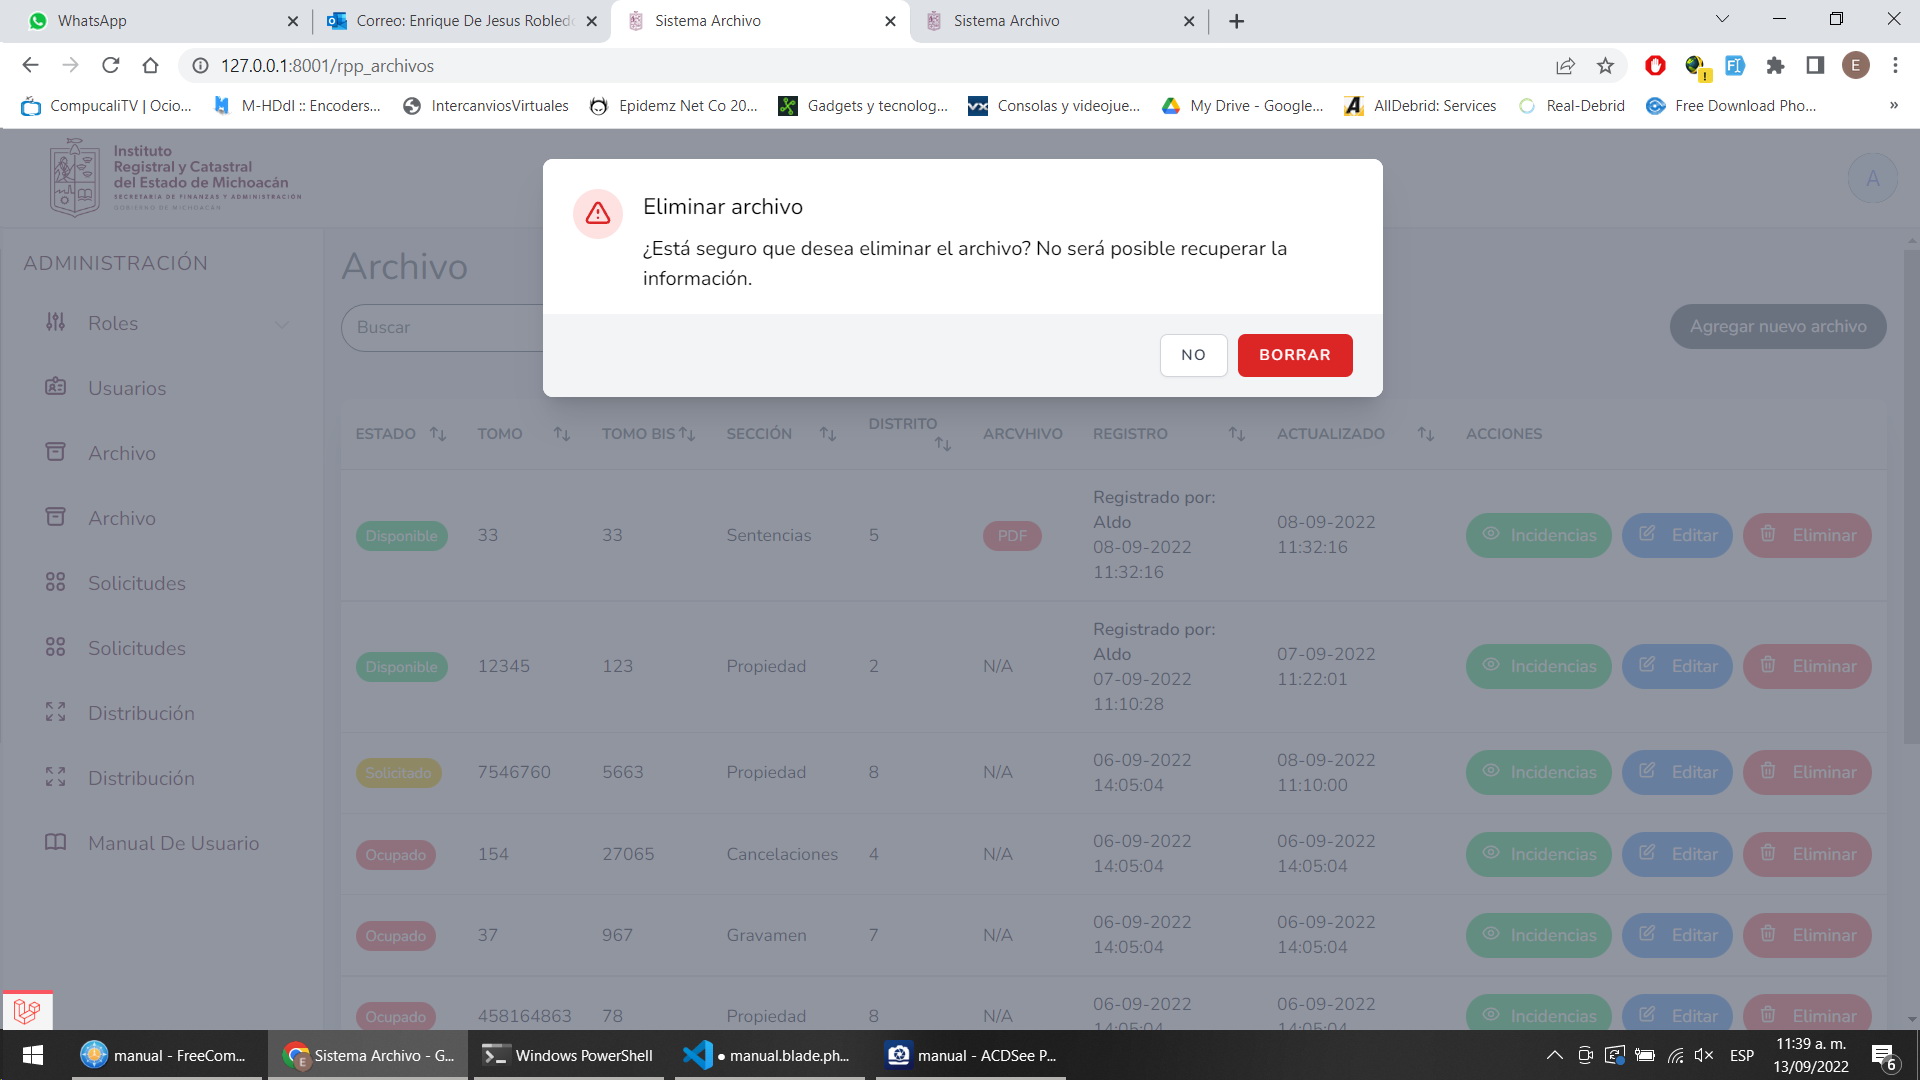 WhatsApp
Correo: Enrique De Jesus Robledo
Sistema Archivo
Sistema Archivo
127.0.0.1:8001/rpp_archivos
E
CompucaliTV | Ocio...
M-HDdl :: Encoders...
IntercanviosVirtuales
Epidemz Net Co 20...
Gadgets y tecnolog...
Consolas y videojue...
My Drive - Google...
AllDebrid: Services
Real-Debrid
Free Download Pho...
»
Instituto
Registral y Catastral
del Estado de Michoacán
SECRETARÍA DE FINANZAS Y ADMINISTRACIÓN
GOBIERNO DE MICHOACÁN
A
Eliminar archivo
¿Está seguro que desea eliminar el archivo? No será posible recuperar la
información.
NO
BORRAR
ADMINISTRACIÓN
Roles
Usuarios
Archivo
Archivo
Solicitudes
Solicitudes
Distribución
Distribución
Manual De Usuario
Archivo
Buscar
Agregar nuevo archivo
ESTADO TOMO TOMO BIS SECCIÓN DISTRITO ARCVHIVO REGISTRO ACTUALIZADO ACCIONES
Registrado por:
Aldo
08-09-2022
11:32:16
Disponible 33 33 Sentencias 5 PDF
08-09-2022
11:32:16
Incidencias Editar Eliminar
Registrado por:
Aldo
07-09-2022
11:10:28
Disponible 12345 123 Propiedad 2 N/A
07-09-2022
11:22:01
Incidencias Editar Eliminar
Solicitado 7546760 5663 Propiedad 8 N/A
06-09-2022
14:05:04
08-09-2022
11:10:00
Incidencias Editar Eliminar
Ocupado 154 27065 Cancelaciones 4 N/A
06-09-2022
14:05:04
06-09-2022
14:05:04
Incidencias Editar Eliminar
Ocupado 37 967 Gravamen 7 N/A
06-09-2022
14:05:04
06-09-2022
14:05:04
Incidencias Editar Eliminar
Ocupado 458164863 78 Propiedad 8 N/A
06-09-2022
14:05:04
06-09-2022
14:05:04
Incidencias Editar Eliminar
manual - FreeCom...
Sistema Archivo - G...
Windows PowerShell
● manual.blade.ph...
manual - ACDSee P...
ESP
11:39 a. m.
13/09/2022
6